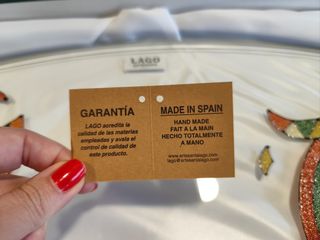 LAGO
GARANTÍA
LAGO acredita la
calidad de las materias
empleadas y avala el
control de calidad de
este producto.
MADE IN SPAIN
HAND MADE
FAIT A LA MAIN
HECHO TOTALMENTE
A MANO
www.artesanialago.com
lago@artesanialago.com